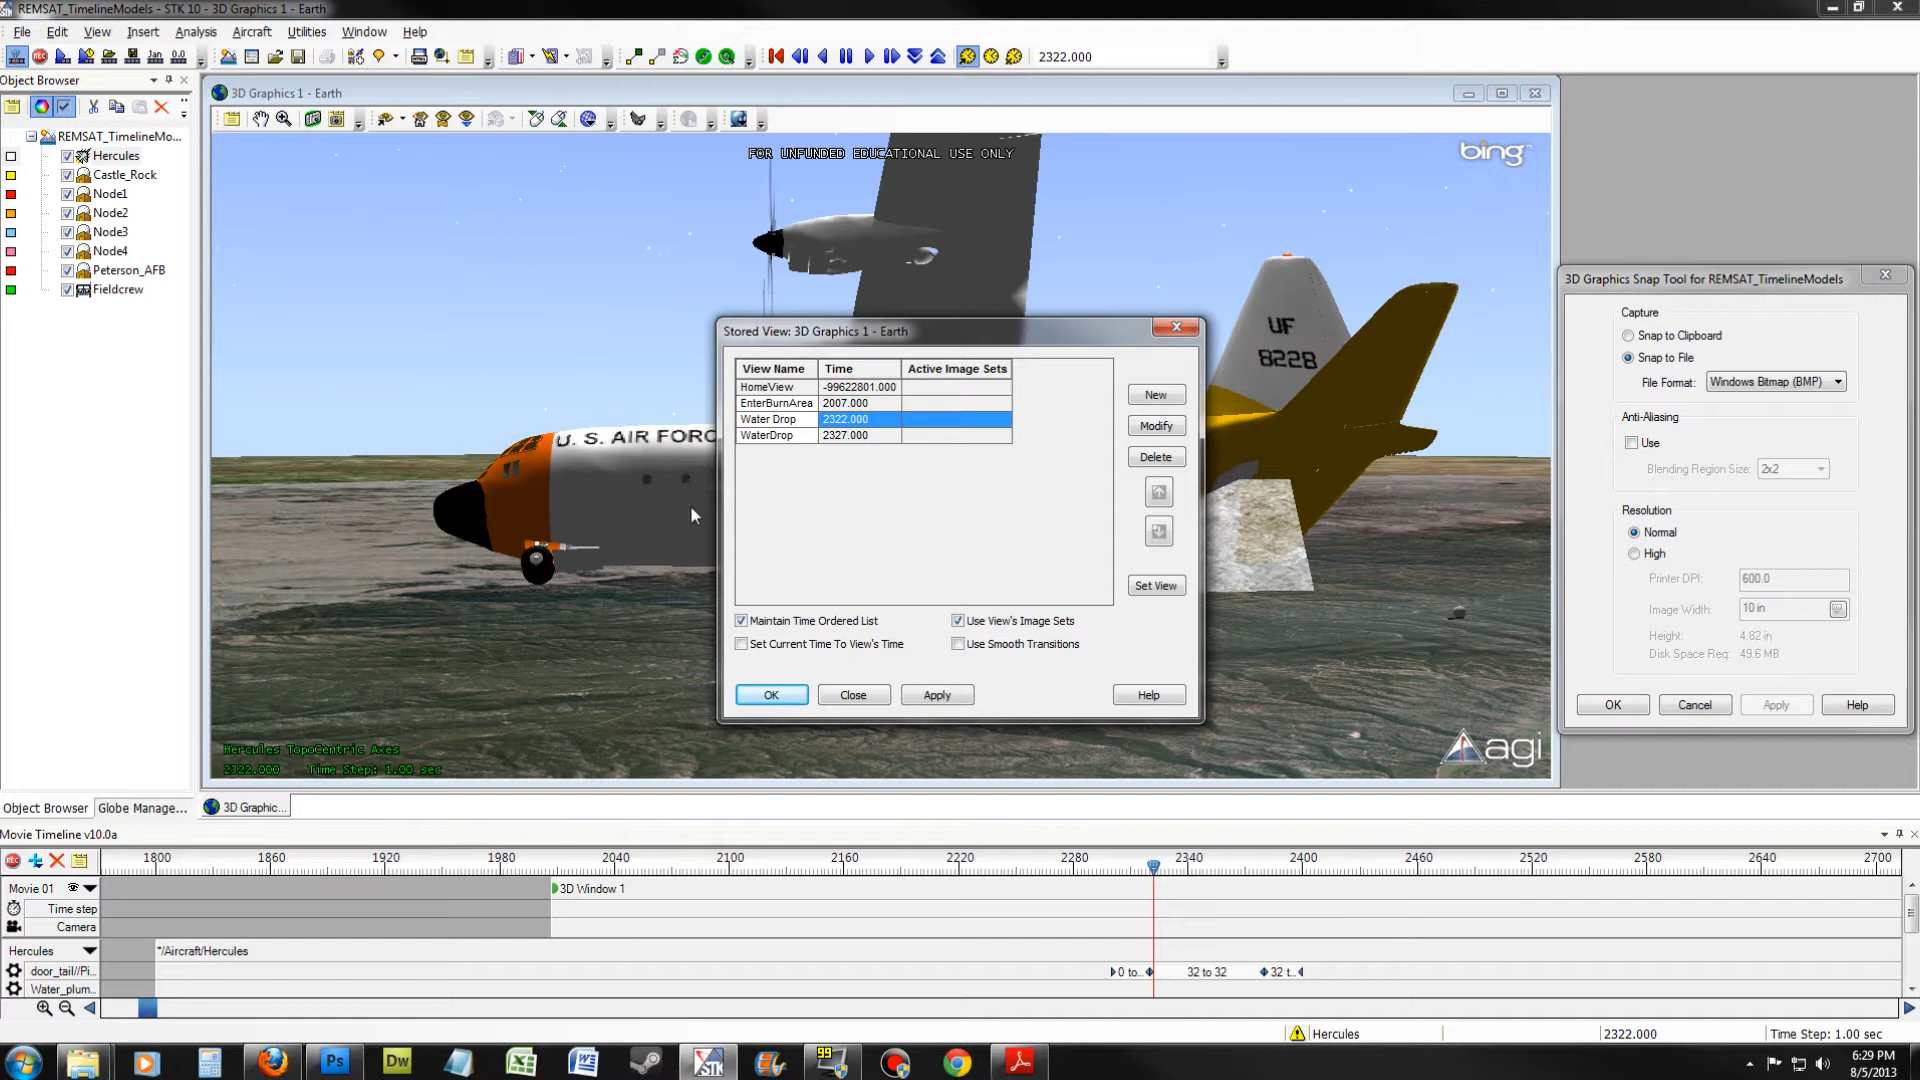 REMSAT_TimelineModels - STK 10 - 3D Graphics 1 - Earth
File Edit View Insert Analysis Aircraft Utilities Window Help
2322.000
Object Browser
REMSAT_TimelineMo...
Hercules
Castle_Rock
Node1
Node2
Node3
Node4
Peterson_AFB
Fieldcrew
Object Browser
Globe Manage...
3D Graphics 1 - Earth
FOR UNFUNDED EDUCATIONAL USE ONLY
bing
UF
8228
U. S. AIR FORC
Hercules TopoCentric Axes
2322.000 Time Step: 1.00 sec
agi
3D Graphic...
Stored View: 3D Graphics 1 - Earth
View Name Time Active Image Sets
HomeView -99622801.000
EnterBurnArea 2007.000
Water Drop 2322.000
WaterDrop 2327.000
New
Modify
Delete
Set View
Maintain Time Ordered List
Use View's Image Sets
Set Current Time To View's Time
Use Smooth Transitions
OK Close Apply Help
3D Graphics Snap Tool for REMSAT_TimelineModels
Capture
Snap to Clipboard
Snap to File
File Format: Windows Bitmap (BMP)
Anti-Aliasing
Use
Blending Region Size: 2x2
Resolution
Normal
High
Printer DPI: 600.0
Image Width: 10 in
Height: 4.82 in
Disk Space Req: 49.6 MB
OK Cancel Apply Help
Movie Timeline v10.0a
1800 1860 1920 1980 2040 2100 2160 2220 2280 2340 2400 2460 2520 2580 2640 2700
Movie 01
3D Window 1
Time step
Camera
Hercules
*/Aircraft/Hercules
door_tail//Pi...
0 to... 32 to 32 32 t...
Water_plum...
Hercules
2322.000
Time Step: 1.00 sec
REC
Jan
0.0
REC
Ps
Dw
STK
99
6:29 PM
8/5/2013